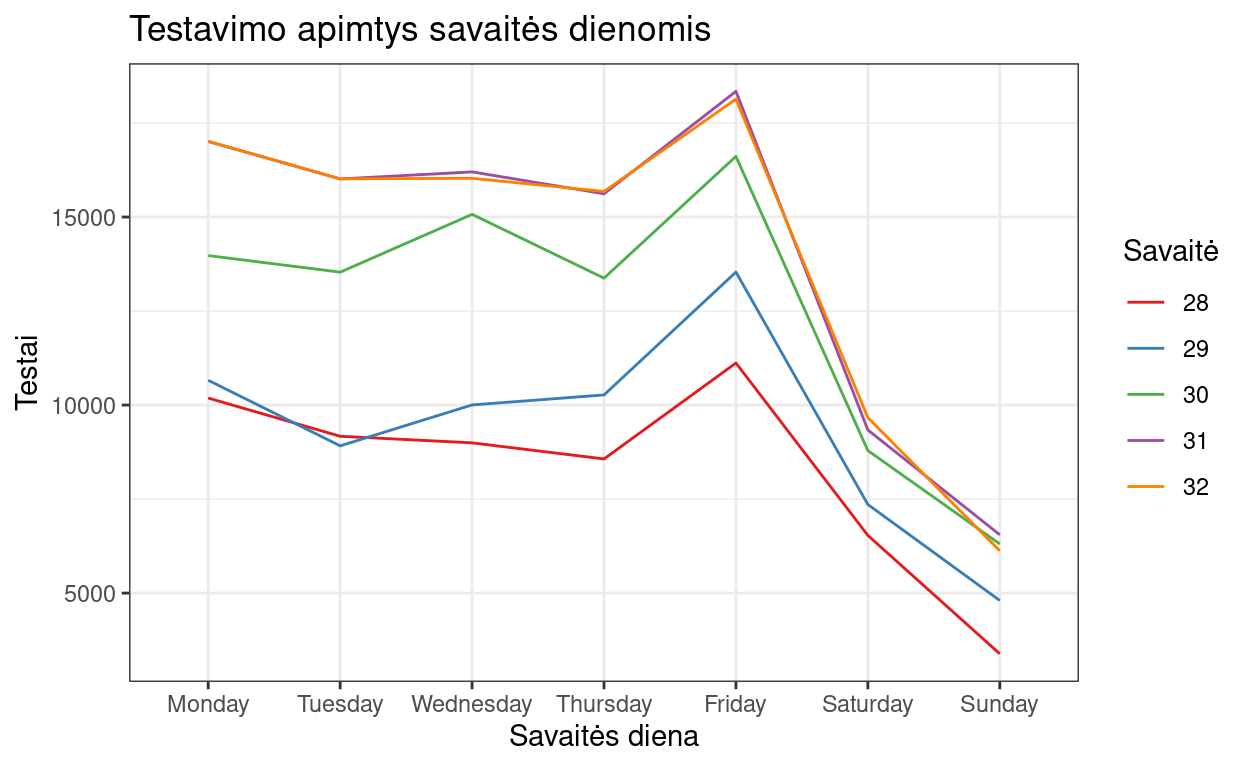 Testavimo apimtys savaitės dienomis
Testai
15000
10000
5000
Monday Tuesday Wednesday Thursday Friday Saturday Sunday
Savaitės diena
Savaitė
28
29
30
31
32